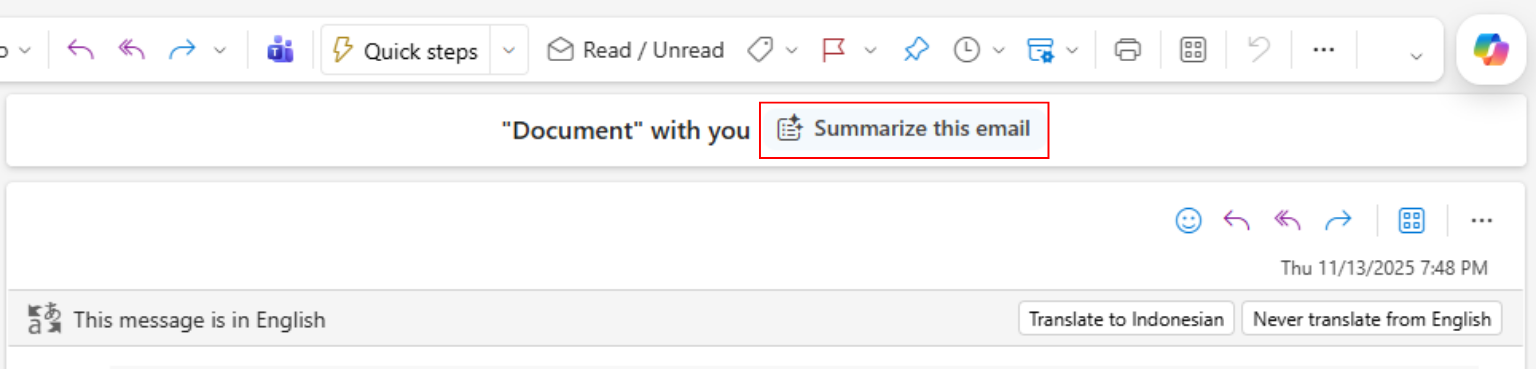 Quick steps Read / Unread
"Document" with you Summarize this email
Thu 11/13/2025 7:48 PM
This message is in English Translate to Indonesian Never translate from English